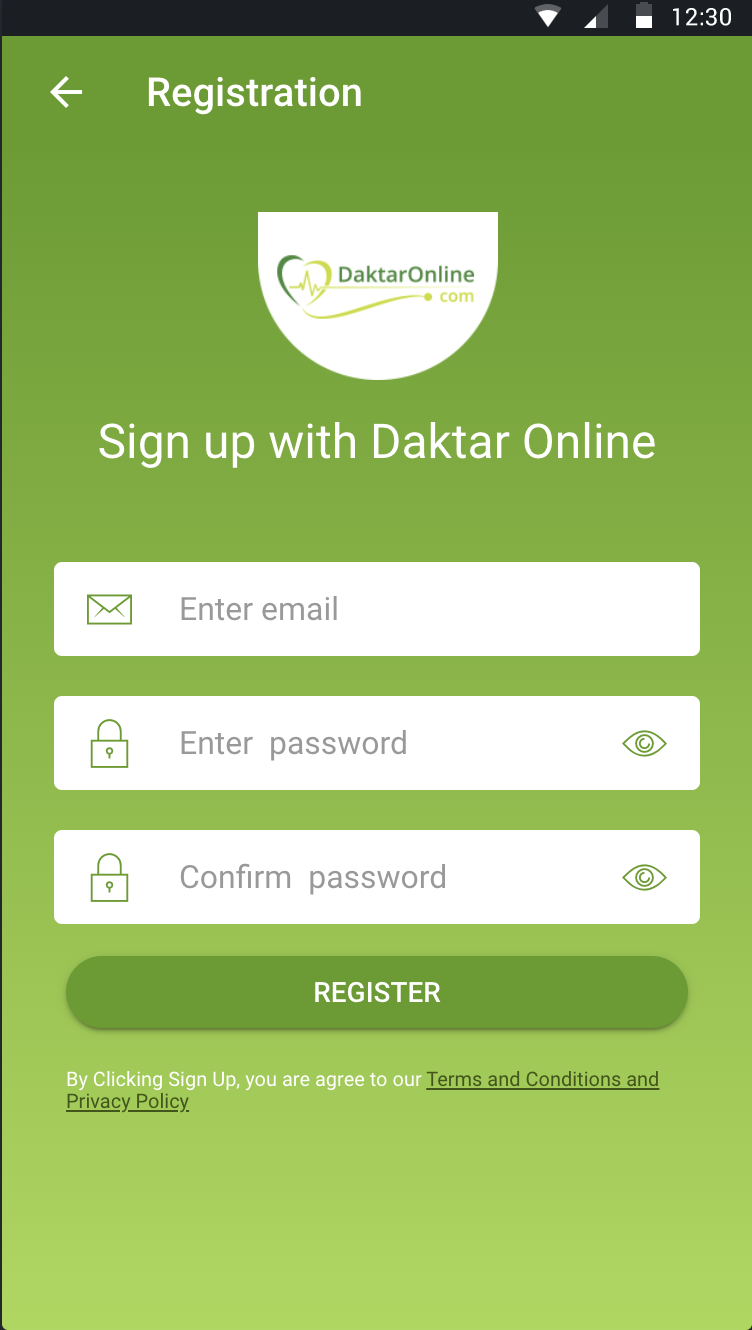 12:30
Registration
DaktarOnline
com
Sign up with Daktar Online
Enter email
Enter  password
Confirm  password
REGISTER
By Clicking Sign Up, you are agree to our Terms and Conditions and
Privacy Policy